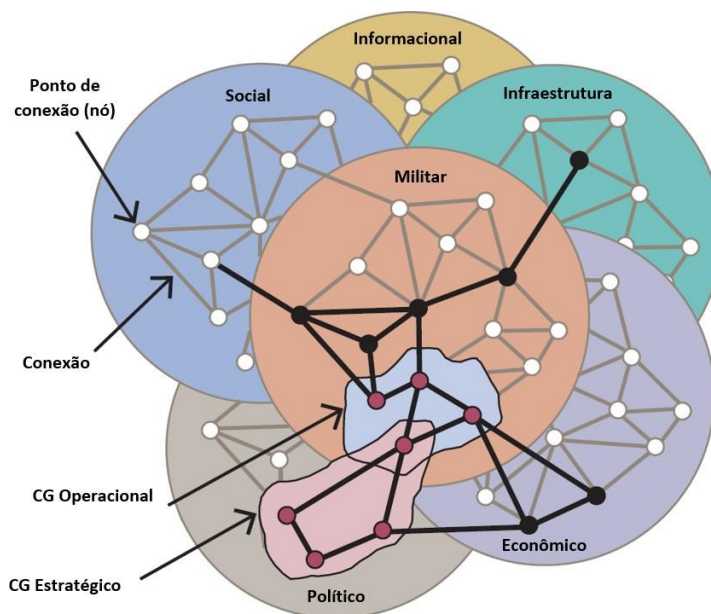 Informacional
Ponto de
conexão (nó)
Social
Infraestrutura
Militar
Conexão
CG Operacional
Econômico
CG Estratégico
Político